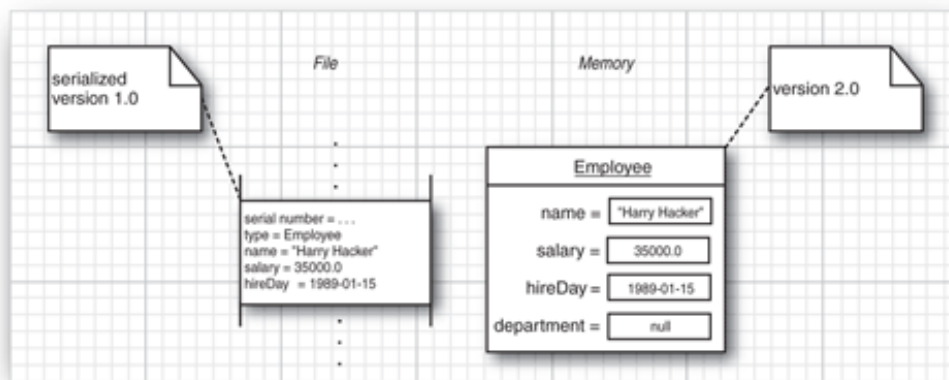 serialized
version 1.0
File
Memory
version 2.0
serial number = . . .
type = Employee
name = "Harry Hacker"
salary = 35000.0
hireDay = 1989-01-15
Employee
name = "Harry Hacker"
salary = 35000.0
hireDay = 1989-01-15
department = null